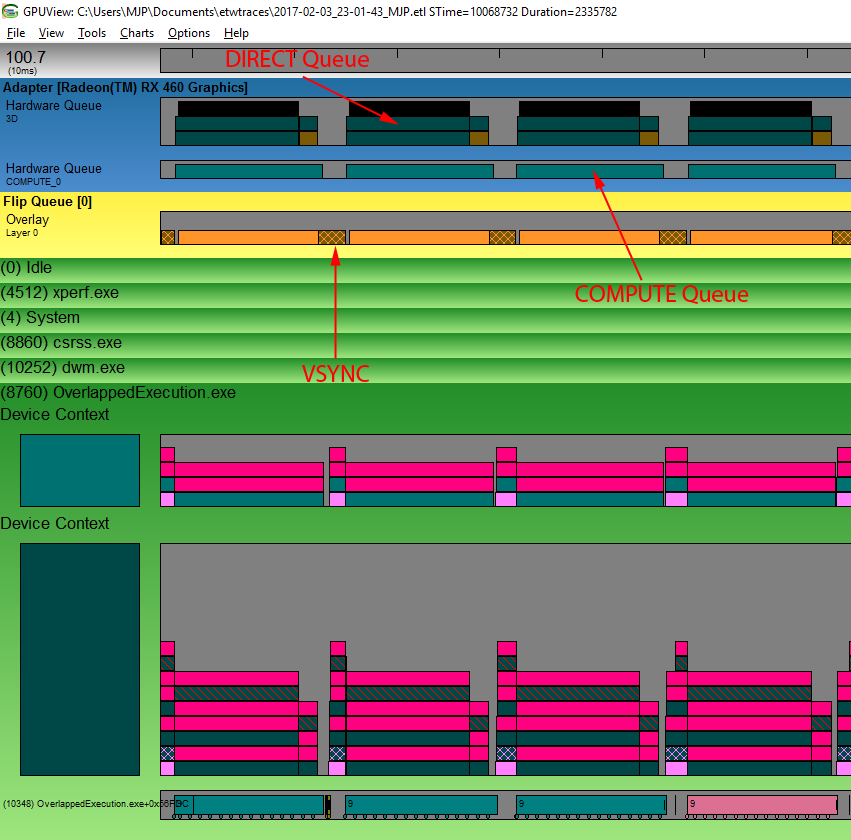 GPUView: C:\Users\MJP\Documents\etwtraces\2017-02-03_23-01-43_MJP.etl STime=10068732 Duration=2335782
File View Tools Charts Options Help
100.7
(10ms)
DIRECT Queue
Adapter [Radeon(TM) RX 460 Graphics]
Hardware Queue
3D
Hardware Queue
COMPUTE_0
Flip Queue [0]
Overlay
Layer 0
(0) Idle
(4512) xperf.exe
COMPUTE Queue
(4) System
(8860) csrss.exe
(10252) dwm.exe
VSYNC
(8760) OverlappedExecution.exe
Device Context
Device Context
(10348) OverlappedExecution.exe+0x
9
9
9